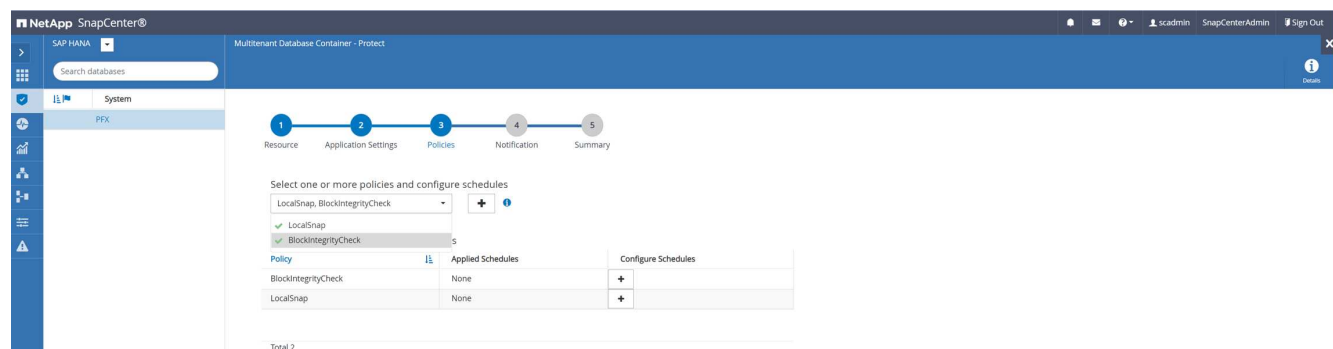 NetApp SnapCenter®
scadmin SnapCenterAdmin Sign Out
SAP HANA
Multitenant Database Container - Protect
Search databases
Details
System
PFX
1 2 3 4 5
Resource Application Settings Policies Notification Summary
Select one or more policies and configure schedules
LocalSnap, BlockIntegrityCheck
LocalSnap
BlockIntegrityCheck
s
Policy Applied Schedules Configure Schedules
BlockIntegrityCheck None
LocalSnap None
Total 2